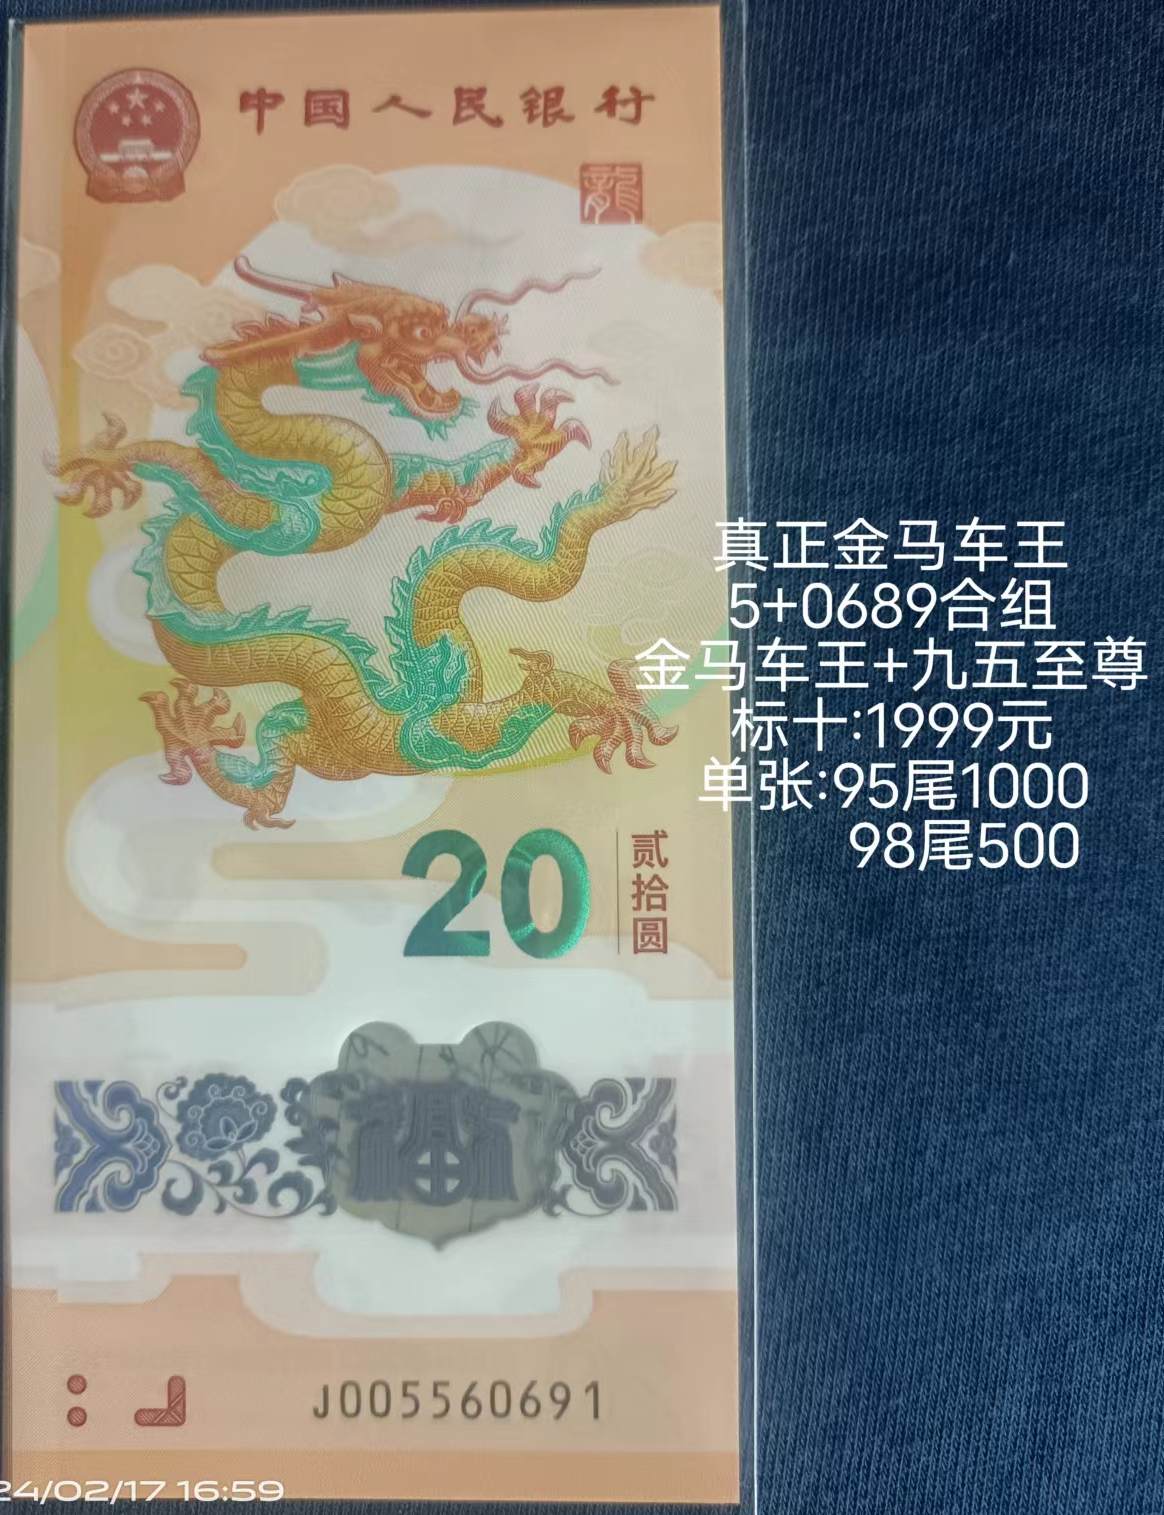 中国人民银行
龍
真正金马车王
5+0689合组
金马车王+九五至尊
标十:1999元
单张:95尾1000
98尾500
20
贰拾圆
J005560691
24/02/17 16:59